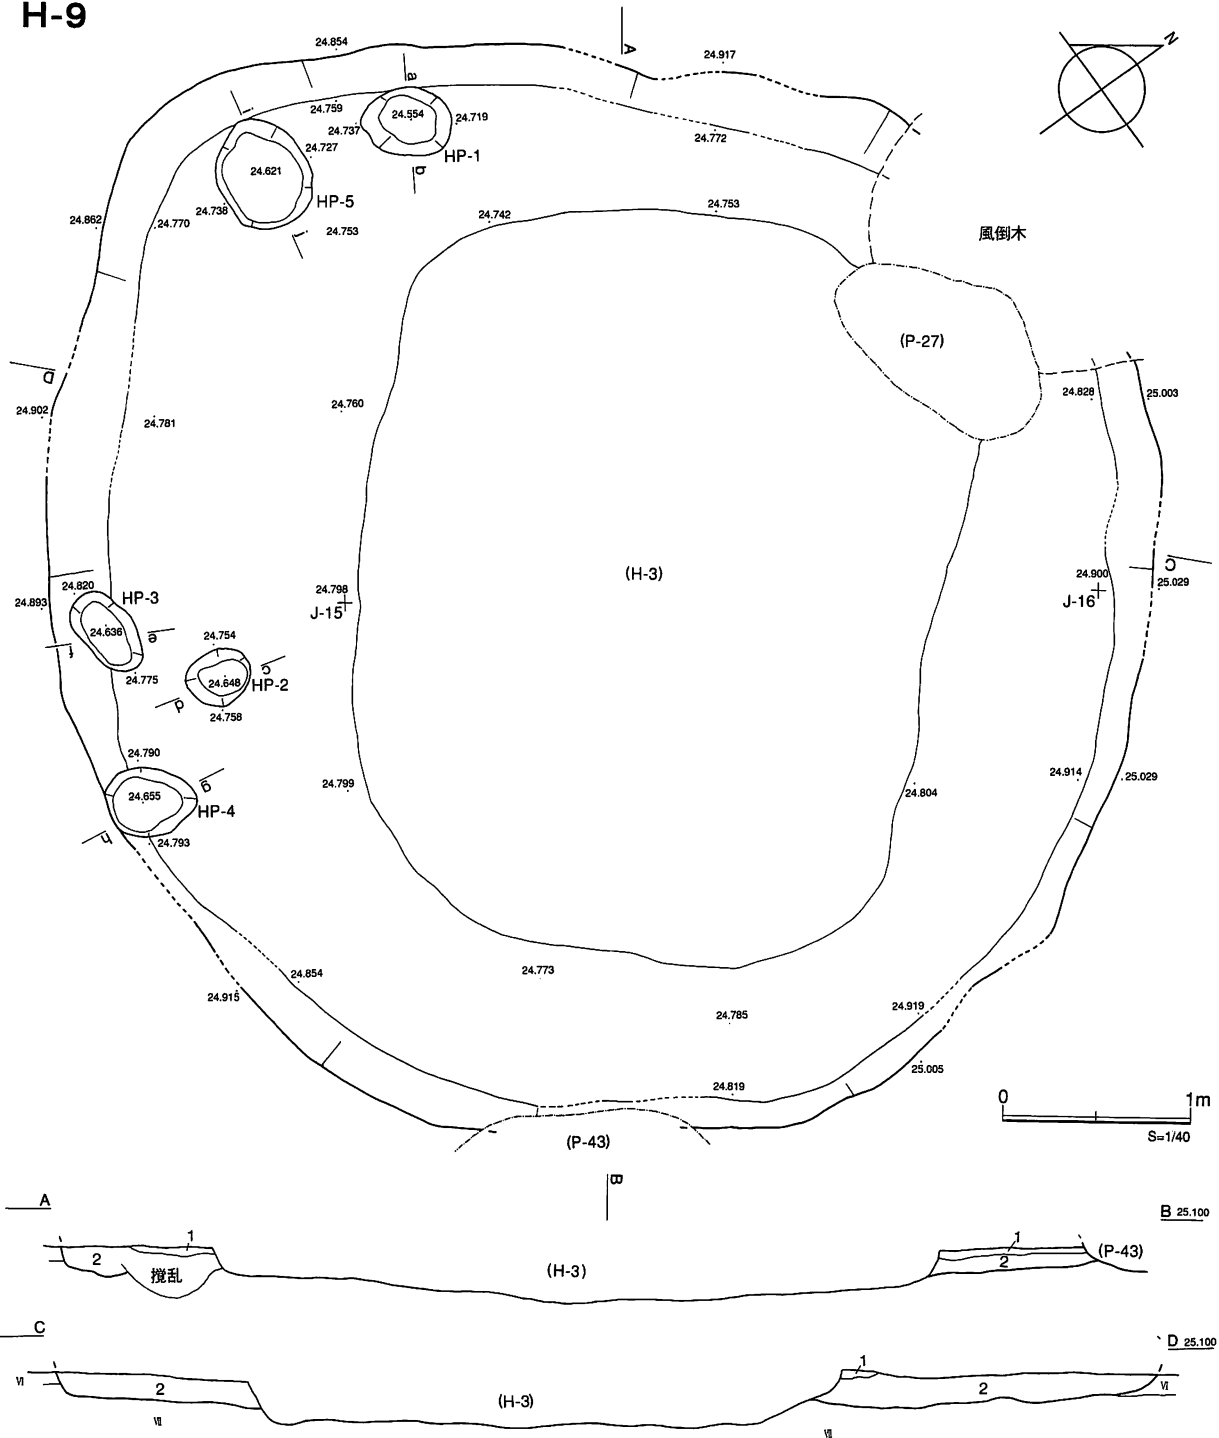 H-9
A
24.854
24.917
N
a
24.759
24.554
24.737
24.719
24.772
i
24.727
HP-1
b
24.621
HP-5
24.738
24.862
24.770
j
24.753
24.742
24.753
風倒木
(P-27)
D
24.902
24.781
24.760
24.828
25.003
(H-3)
C
24.820
HP-3
24.893
24.798
J-15
24.900
J-16
25.029
24.636
e
f
24.754
24.775
24.648
c
HP-2
d
24.758
24.790
g
24.655
HP-4
h
24.793
24.799
24.804
24.914
25.029
24.854
24.915
24.773
24.785
24.919
25.005
24.819
(P-43)
0 1m
S=1/40
B
A
B 25.100
1
2
攪乱
(H-3)
1
2
(P-43)
C
D 25.100
Ⅵ
2
Ⅶ
(H-3)
1
2
Ⅵ
Ⅶ